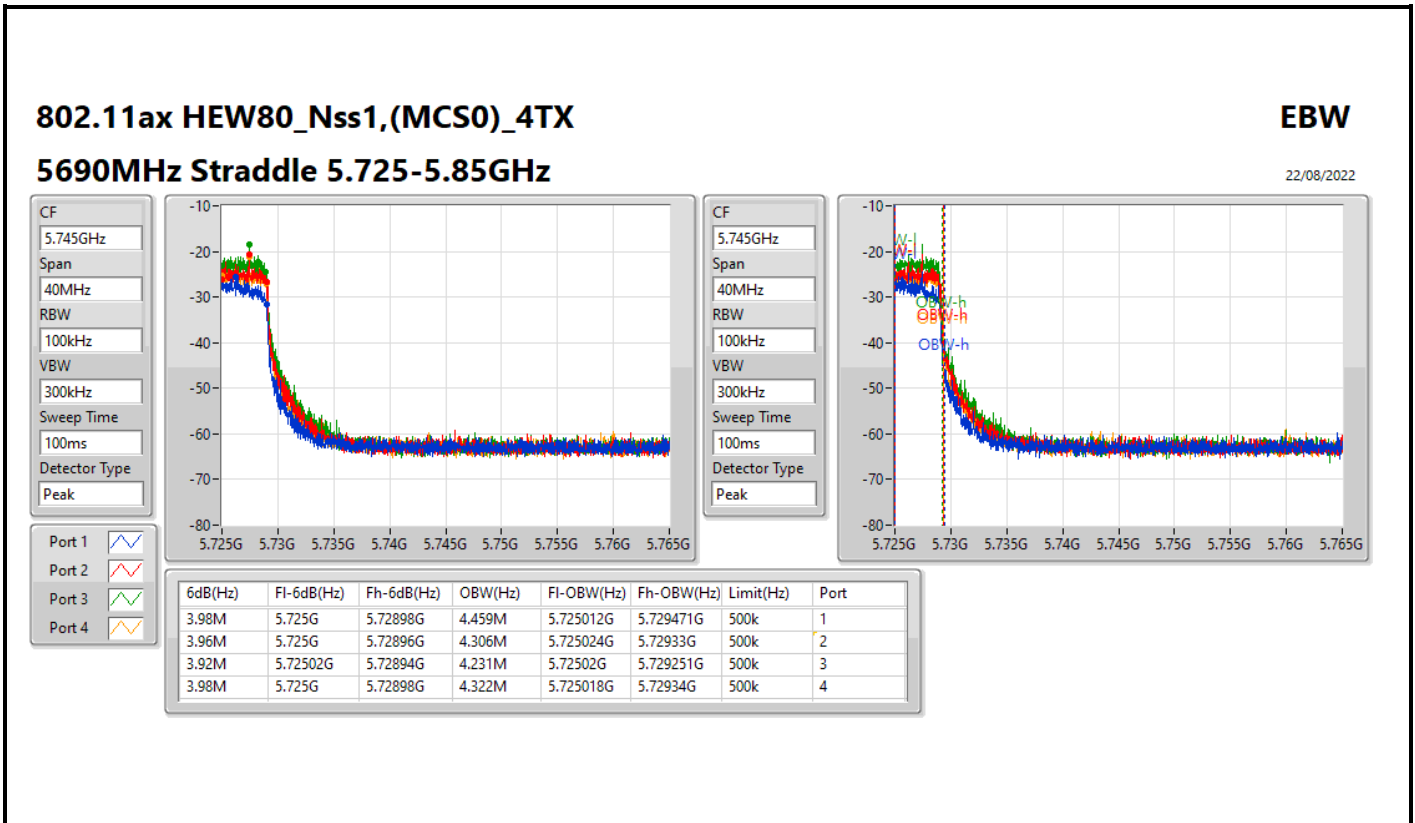 802.11ax HEW80_Nss1,(MCS0)_4TX
EBW
5690MHz Straddle 5.725-5.85GHz
22/08/2022
CF
5.745GHz
Span
40MHz
RBW
100kHz
VBW
300kHz
Sweep Time
100ms
Detector Type
Peak
-10
-20
-30
-40
-50
-60
-70
-80
5.725G 5.73G 5.735G 5.74G 5.745G 5.75G 5.755G 5.76G 5.765G
CF
5.745GHz
Span
40MHz
RBW
100kHz
VBW
300kHz
Sweep Time
100ms
Detector Type
Peak
-10
-20
-30
-40
-50
-60
-70
-80
W-l
W-l
OBW-h
OBW-h
OBW-h
5.725G 5.73G 5.735G 5.74G 5.745G 5.75G 5.755G 5.76G 5.765G
Port 1
Port 2
Port 3
Port 4
6dB(Hz) Fl-6dB(Hz) Fh-6dB(Hz) OBW(Hz) Fl-OBW(Hz) Fh-OBW(Hz) Limit(Hz) Port
3.98M 5.725G 5.72898G 4.459M 5.725012G 5.729471G 500k 1
3.96M 5.725G 5.72896G 4.306M 5.725024G 5.72933G 500k 2
3.92M 5.72502G 5.72894G 4.231M 5.72502G 5.729251G 500k 3
3.98M 5.725G 5.72898G 4.322M 5.725018G 5.72934G 500k 4